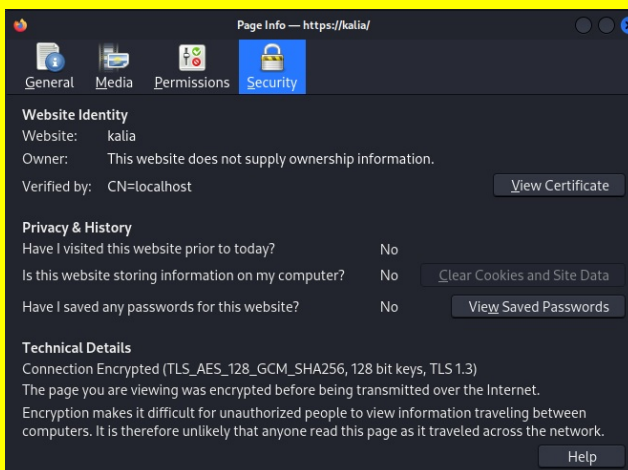 Page Info — https://kalia/
General Media Permissions Security
Website Identity
Website: kalia
Owner: This website does not supply ownership information.
Verified by: CN=localhost View Certificate
Privacy & History
Have I visited this website prior to today? No
Is this website storing information on my computer? No Clear Cookies and Site Data
Have I saved any passwords for this website? No View Saved Passwords
Technical Details
Connection Encrypted (TLS_AES_128_GCM_SHA256, 128 bit keys, TLS 1.3)
The page you are viewing was encrypted before being transmitted over the Internet.
Encryption makes it difficult for unauthorized people to view information traveling between
computers. It is therefore unlikely that anyone read this page as it traveled across the network.
Help